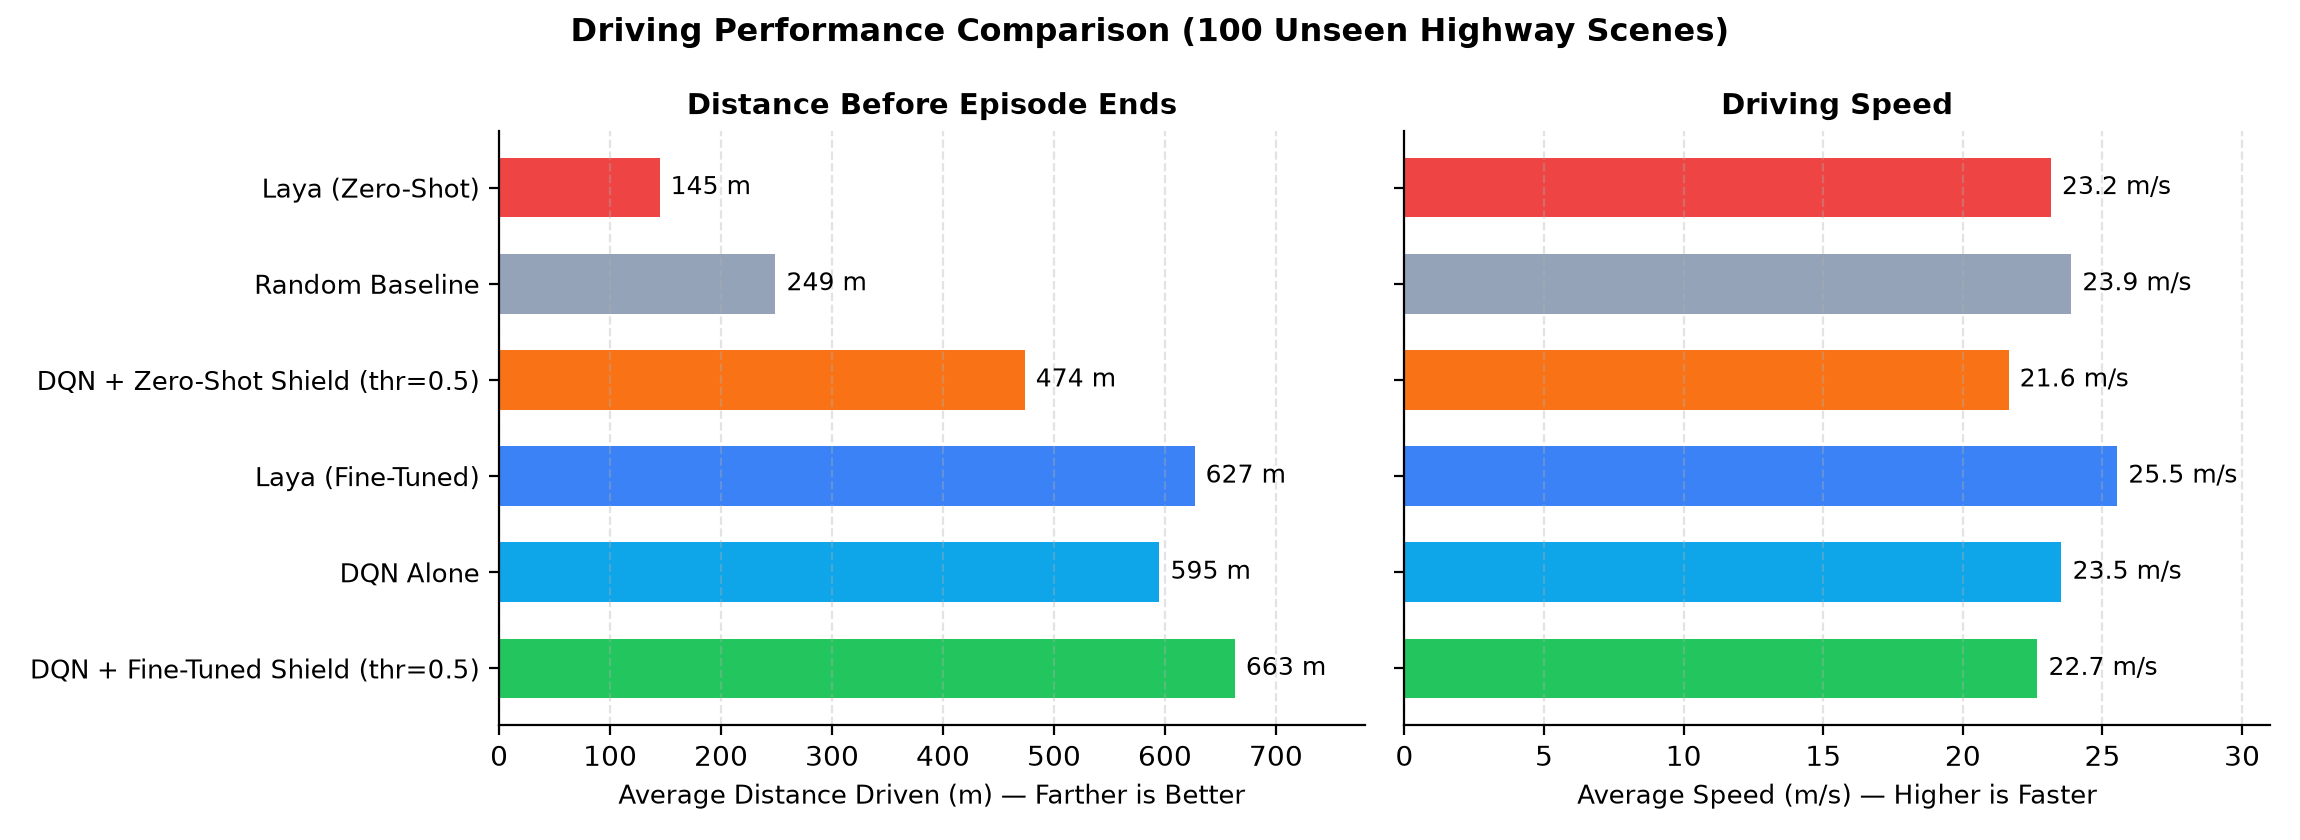 Driving Performance Comparison (100 Unseen Highway Scenes)
Distance Before Episode Ends
Laya (Zero-Shot)
145 m
Random Baseline
249 m
DQN + Zero-Shot Shield (thr=0.5)
474 m
Laya (Fine-Tuned)
627 m
DQN Alone
595 m
DQN + Fine-Tuned Shield (thr=0.5)
663 m
0 100 200 300 400 500 600 700
Average Distance Driven (m) — Farther is Better
Driving Speed
23.2 m/s
23.9 m/s
21.6 m/s
25.5 m/s
23.5 m/s
22.7 m/s
0 5 10 15 20 25 30
Average Speed (m/s) — Higher is Faster